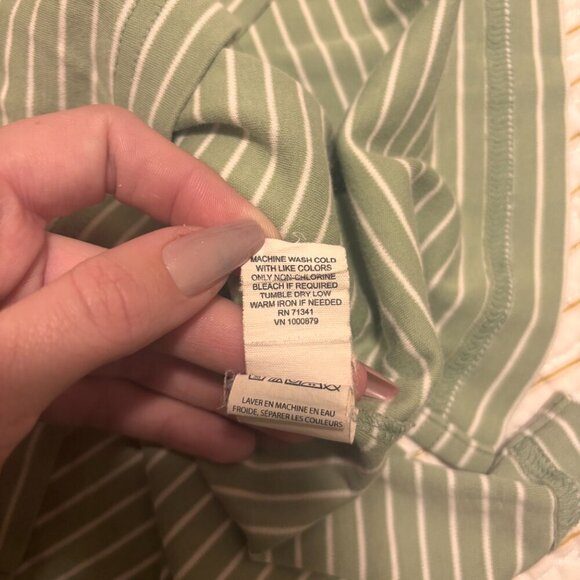 MACHINE WASH COLD
WITH LIKE COLORS
ONLY NON-CHLORINE
BLEACH IF REQUIRED
TUMBLE DRY LOW
WARM IRON IF NEEDED
RN 71341
VN 1000879
LAVER EN MACHINE EN EAU
FROIDE, SÉPARER LES COULEURS